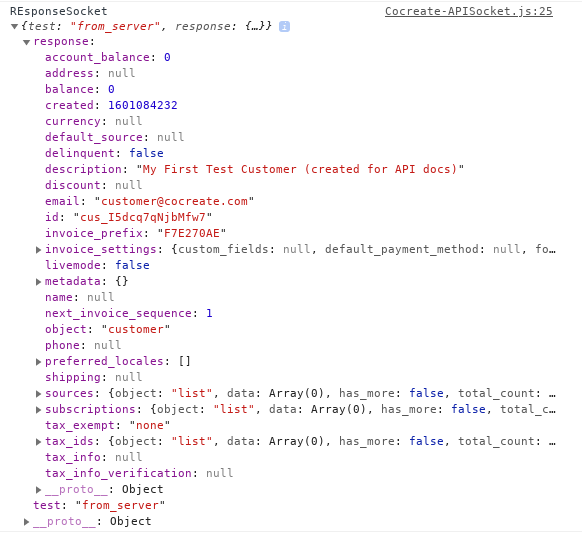 REsponseSocket Cocreate-APISocket.js:25
{test: "from_server", response: {…}} i
response:
account_balance: 0
address: null
balance: 0
created: 1601084232
currency: null
default_source: null
delinquent: false
description: "My First Test Customer (created for API docs)"
discount: null
email: "customer@cocreate.com"
id: "cus_I5dcq7qNjbMfw7"
invoice_prefix: "F7E270AE"
invoice_settings: {custom_fields: null, default_payment_method: null, fo…
livemode: false
metadata: {}
name: null
next_invoice_sequence: 1
object: "customer"
phone: null
preferred_locales: []
shipping: null
sources: {object: "list", data: Array(0), has_more: false, total_count: …
subscriptions: {object: "list", data: Array(0), has_more: false, total_c…
tax_exempt: "none"
tax_ids: {object: "list", data: Array(0), has_more: false, total_count: …
tax_info: null
tax_info_verification: null
__proto__: Object
test: "from_server"
__proto__: Object